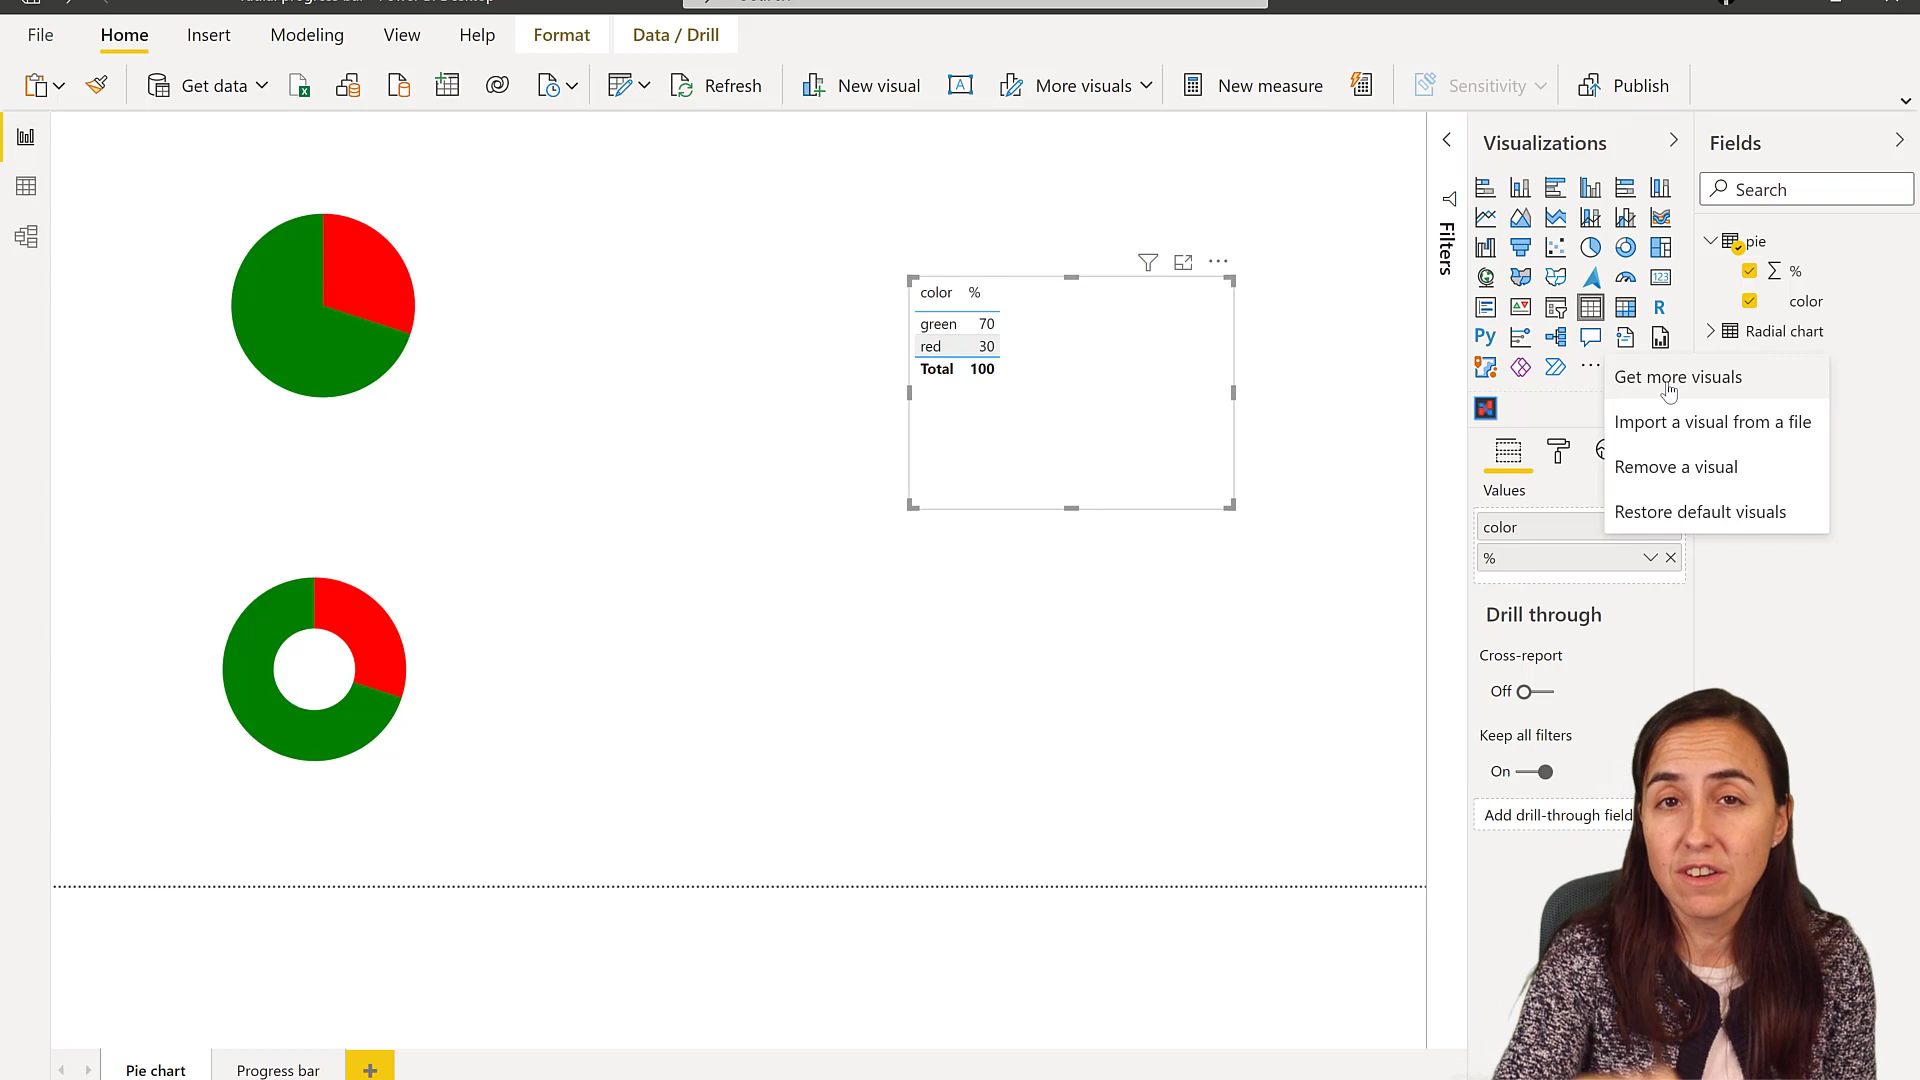 File Home Insert Modeling View Help Format Data / Drill
Get data Refresh New visual More visuals New measure Sensitivity Publish
Visualizations
Fields
Search
Filters
pie
%
color
Radial chart
R
Py
123
color %
green 70
red 30
Total 100
Get more visuals
Import a visual from a file
Remove a visual
Restore default visuals
Values
color
%
Drill through
Cross-report
Off
Keep all filters
On
Add drill-through field
Pie chart Progress bar +